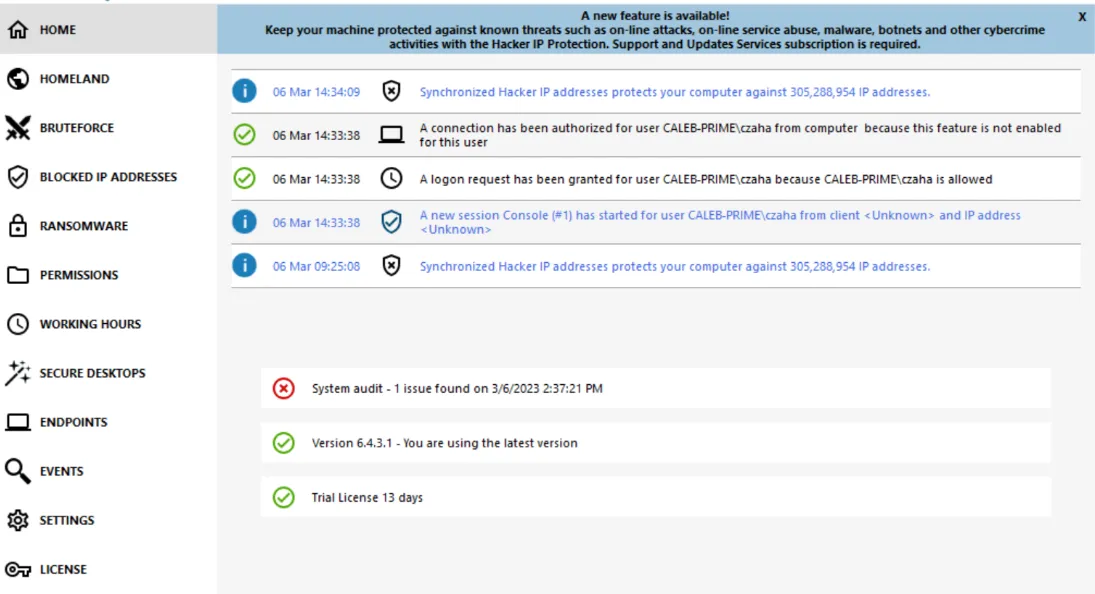 HOME
HOMELAND
BRUTEFORCE
BLOCKED IP ADDRESSES
RANSOMWARE
PERMISSIONS
WORKING HOURS
SECURE DESKTOPS
ENDPOINTS
EVENTS
SETTINGS
LICENSE
A new feature is available!
X
Keep your machine protected against known threats such as on-line attacks, on-line service abuse, malware, botnets and other cybercrime
activities with the Hacker IP Protection. Support and Updates Services subscription is required.
06 Mar 14:34:09 Synchronized Hacker IP addresses protects your computer against 305,288,954 IP addresses.
06 Mar 14:33:38 A connection has been authorized for user CALEB-PRIME\czaha from computer because this feature is not enabled
for this user
06 Mar 14:33:38 A logon request has been granted for user CALEB-PRIME\czaha because CALEB-PRIME\czaha is allowed
06 Mar 14:33:38 A new session Console (#1) has started for user CALEB-PRIME\czaha from client <Unknown> and IP address
<Unknown>
06 Mar 09:25:08 Synchronized Hacker IP addresses protects your computer against 305,288,954 IP addresses.
System audit - 1 issue found on 3/6/2023 2:37:21 PM
Version 6.4.3.1 - You are using the latest version
Trial License 13 days